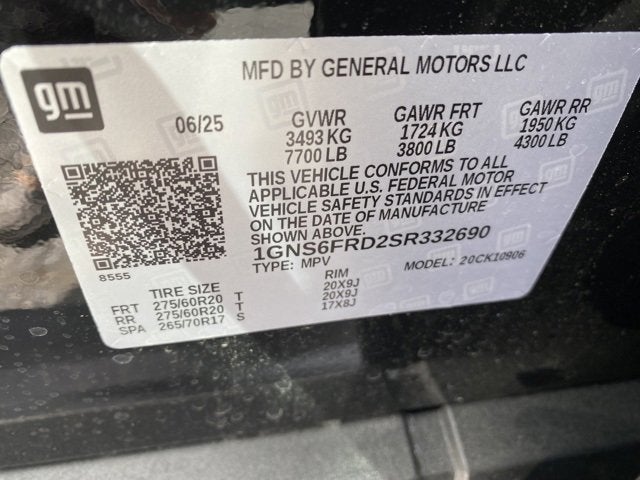 gm
MFD BY GENERAL MOTORS LLC
06/25 GVWR GAWR FRT GAWR RR
3493 KG 1724 KG 1950 KG
7700 LB 3800 LB 4300 LB
THIS VEHICLE CONFORMS TO ALL
APPLICABLE U.S. FEDERAL MOTOR
VEHICLE SAFETY STANDARDS IN EFFECT
ON THE DATE OF MANUFACTURE
SHOWN ABOVE.
1GNS6FRD2SR332690
TYPE: MPV MODEL: 20CK10906
8555
TIRE SIZE RIM
FRT 275/60R20 T 20X9J
RR 275/60R20 T 20X9J
SPA 265/70R17 S 17X8J